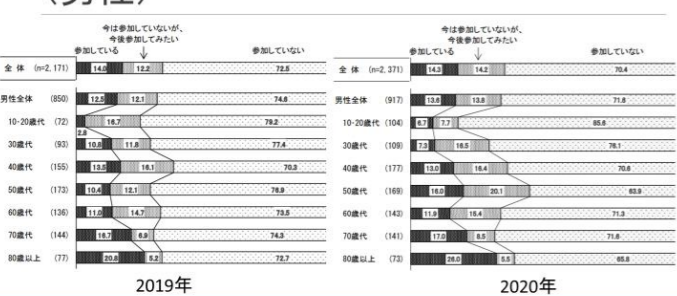 （男性）
今は参加していないが、
今後参加してみたい
参加している
参加していない
全 体 (n=2,171) 14.0 12.2 72.5
男性全体 (850) 12.5 12.1 74.6
10-20歳代 (72) 2.8 16.7 79.2
30歳代 (93) 10.8 11.8 77.4
40歳代 (155) 13.5 16.1 70.3
50歳代 (173) 10.4 12.1 76.9
60歳代 (136) 11.0 14.7 73.5
70歳代 (144) 16.7 6.9 74.3
80歳以上 (77) 20.8 5.2 72.7
2019年
今は参加していないが、
今後参加してみたい
参加している
参加していない
全 体 (n=2,371) 14.3 14.2 70.4
男性全体 (917) 13.6 13.8 71.6
10-20歳代 (104) 6.7 7.7 85.6
30歳代 (109) 7.3 16.5 76.1
40歳代 (177) 13.0 16.4 70.6
50歳代 (169) 16.0 20.1 63.9
60歳代 (143) 11.9 15.4 71.3
70歳代 (141) 17.0 8.5 71.6
80歳以上 (73) 26.0 5.5 65.8
2020年